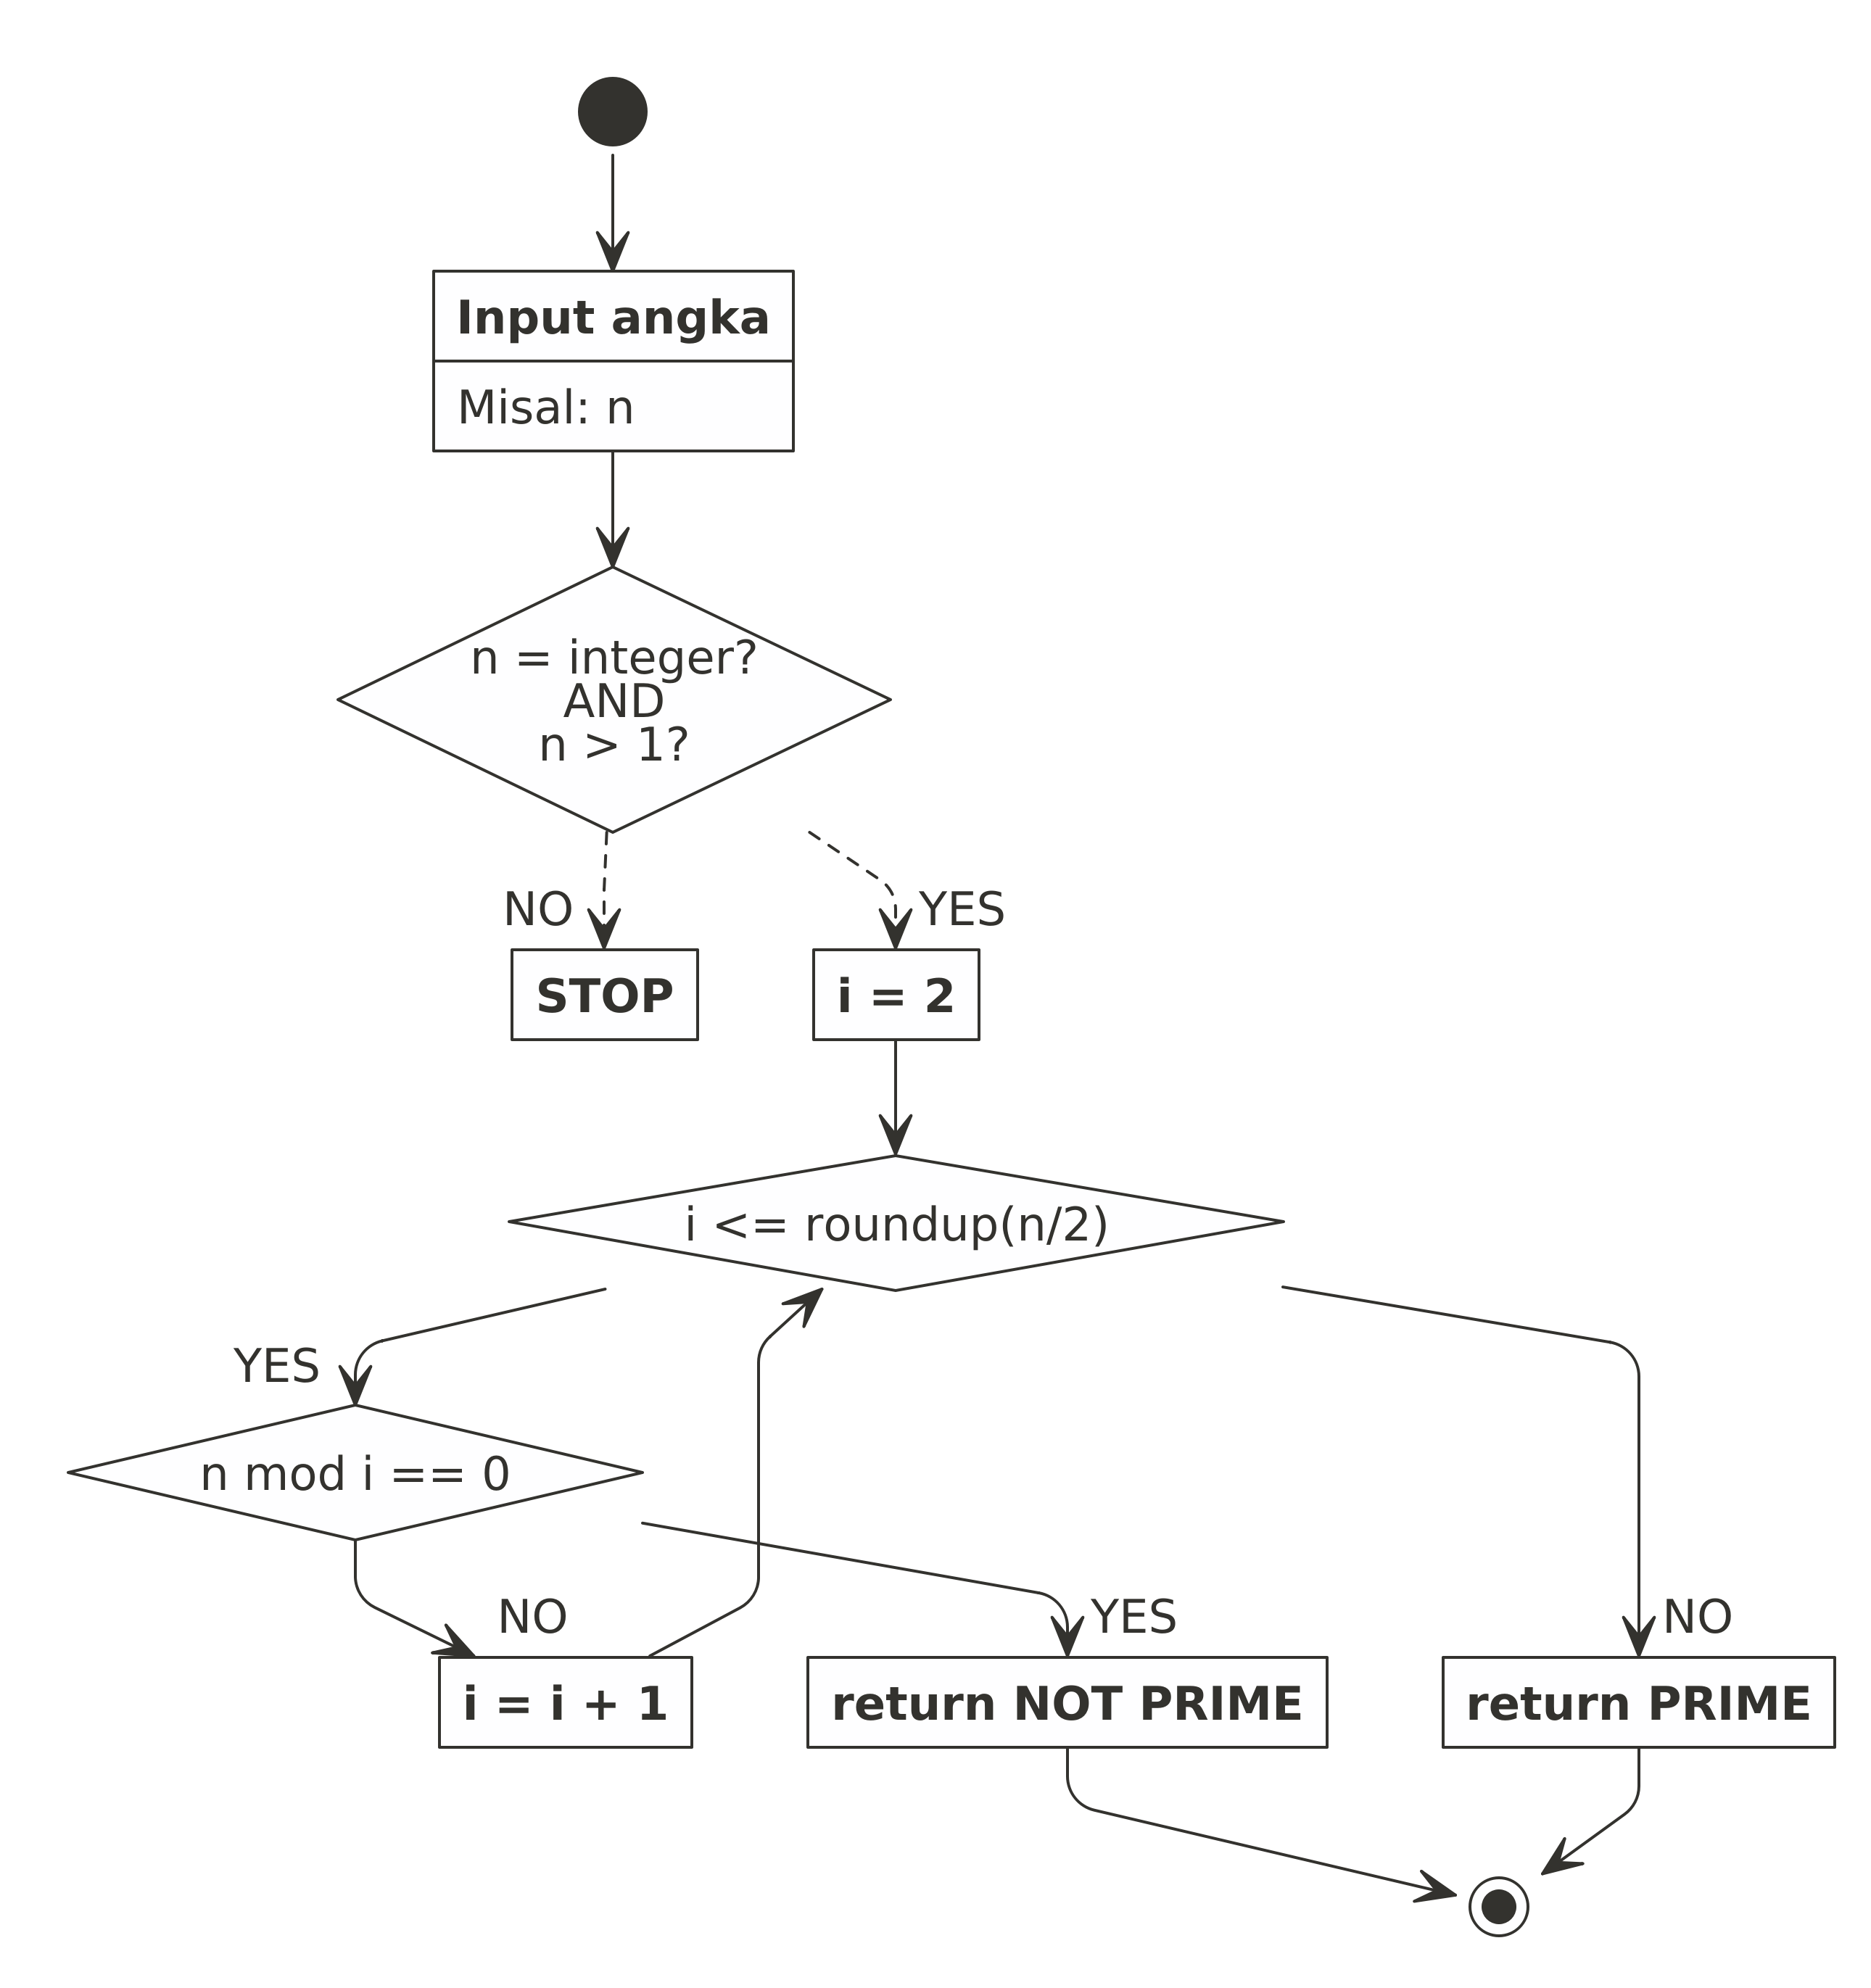 Input angka
Misal: n
n = integer?
AND
n > 1?
NO
YES
STOP
i = 2
i <= roundup(n/2)
YES
n mod i == 0
NO
YES
NO
i = i + 1
return NOT PRIME
return PRIME